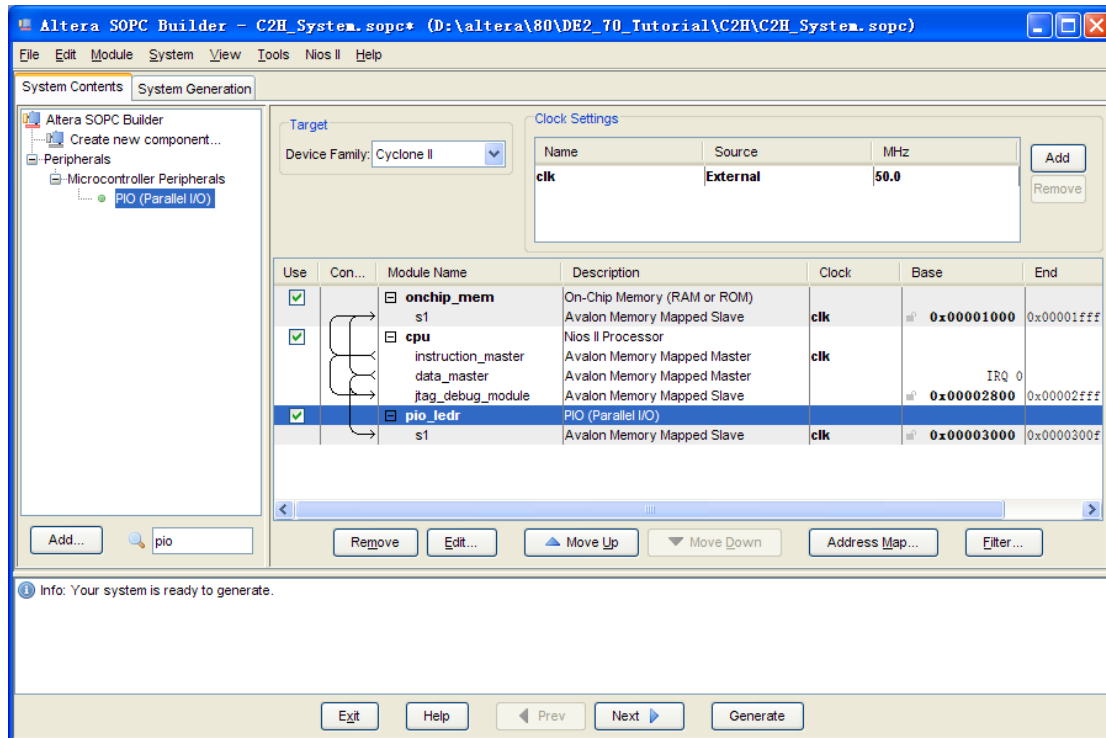 Altera SOPC Builder - C2H_System.sopc* (D:\altera\80\DE2_70_Tutorial\C2H\C2H_System.sopc)
File Edit Module System View Tools Nios II Help
System Contents System Generation
Altera SOPC Builder
Create new component...
Peripherals
Microcontroller Peripherals
PIO (Parallel I/O)
Add... pio
Target
Device Family: Cyclone II
Clock Settings
Name Source MHz
clk External 50.0
Add
Remove
Use Con... Module Name Description Clock Base End
onchip_mem On-Chip Memory (RAM or ROM)
s1 Avalon Memory Mapped Slave clk 0x00001000 0x00001fff
cpu Nios II Processor
instruction_master Avalon Memory Mapped Master clk
data_master Avalon Memory Mapped Master IRQ 0
jtag_debug_module Avalon Memory Mapped Slave 0x00002800 0x00002fff
pio_ledr PIO (Parallel I/O)
s1 Avalon Memory Mapped Slave clk 0x00003000 0x0000300f
Remove Edit... Move Up Move Down Address Map... Filter...
Info: Your system is ready to generate.
Exit Help Prev Next Generate